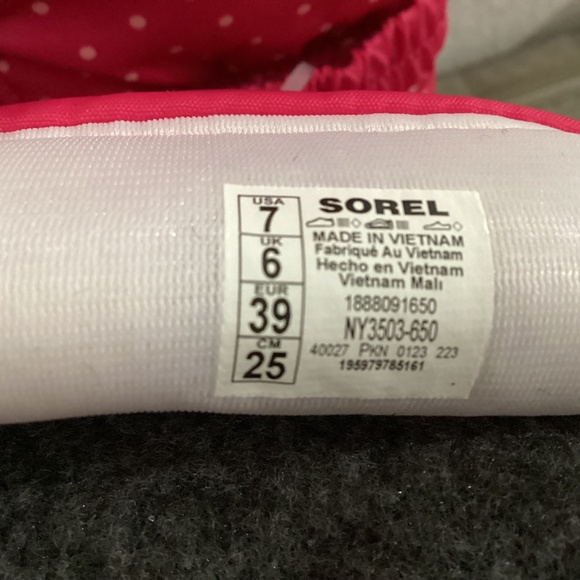 USA
7
UK
6
EUR
39
CM
25
SOREL
MADE IN VIETNAM
Fabriqué Au Vietnam
Hecho en Vietnam
Vietnam Malı
1888091650
NY3503-650
40027 PKN 0123 223
195979785161